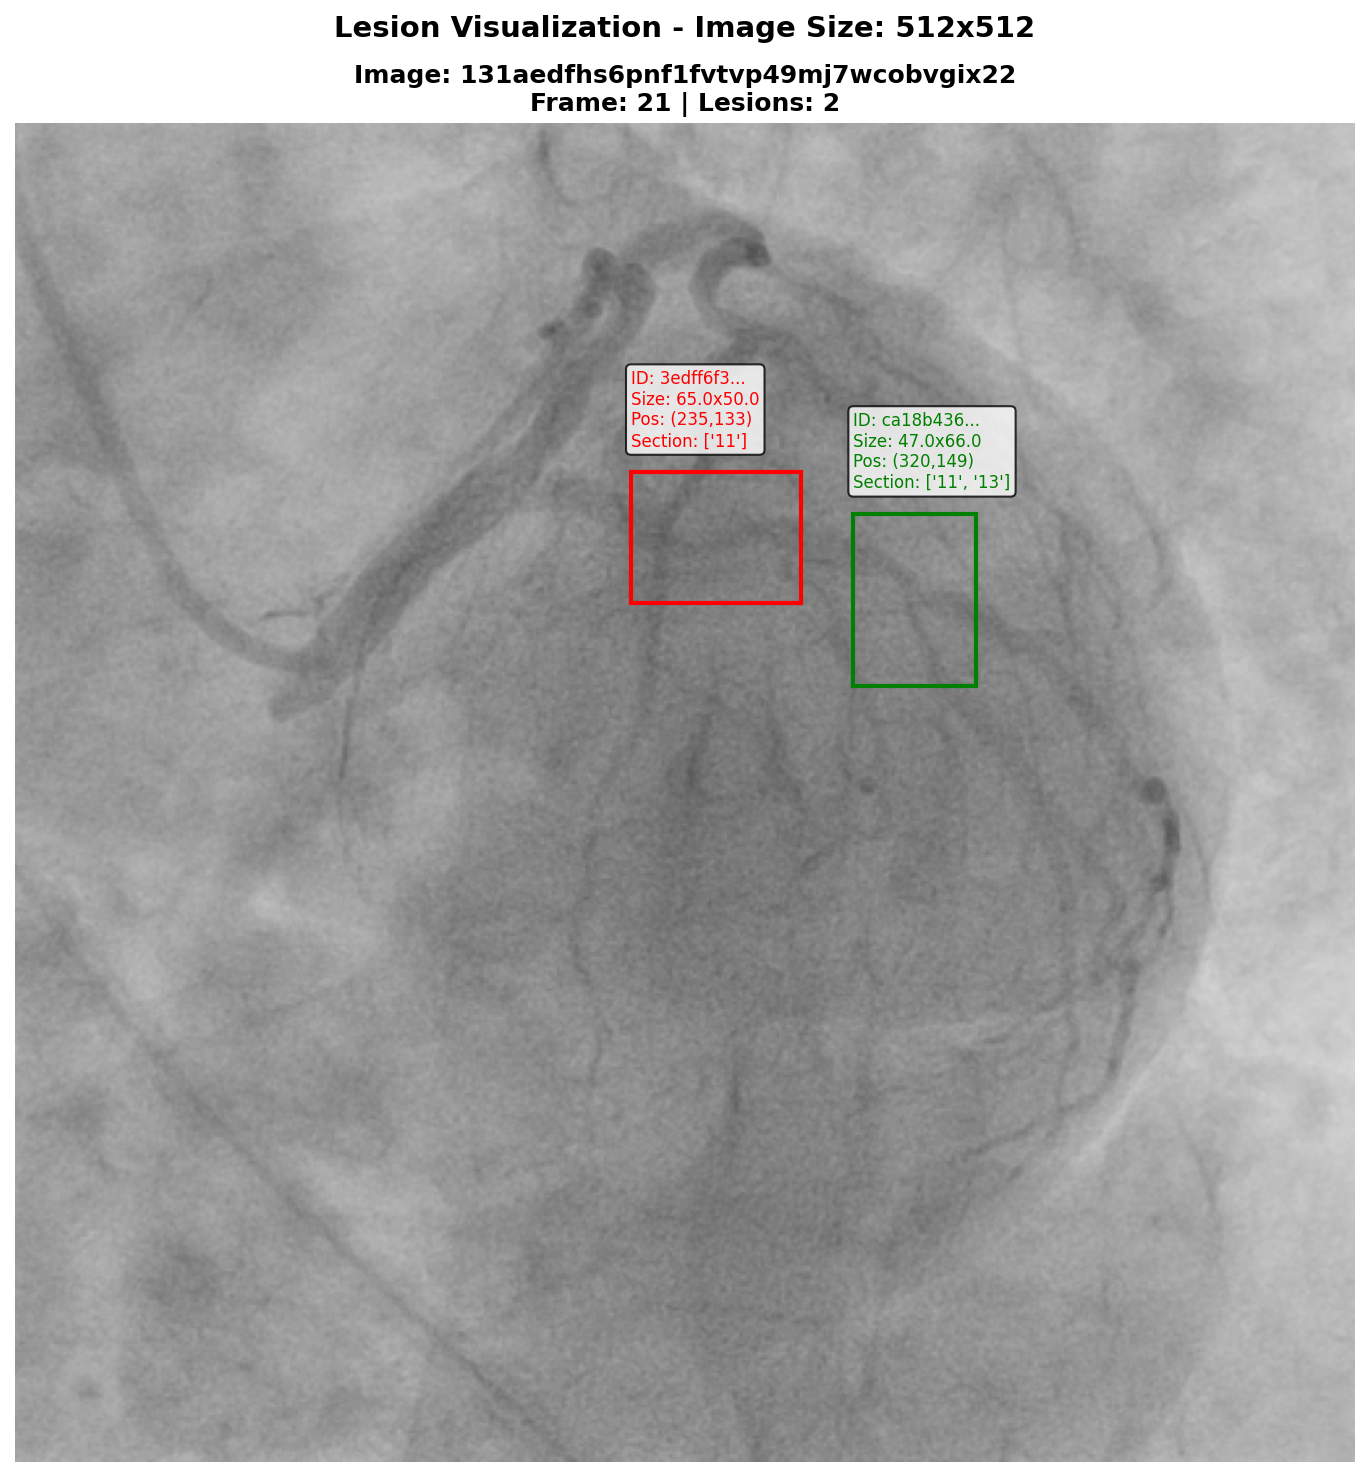 Lesion Visualization - Image Size: 512x512
Image: 131aedfhs6pnf1fvtvp49mj7wcobvgix22
Frame: 21 | Lesions: 2
ID: 3edff6f3...
Size: 65.0x50.0
Pos: (235,133)
Section: ['11']
ID: ca18b436...
Size: 47.0x66.0
Pos: (320,149)
Section: ['11', '13']